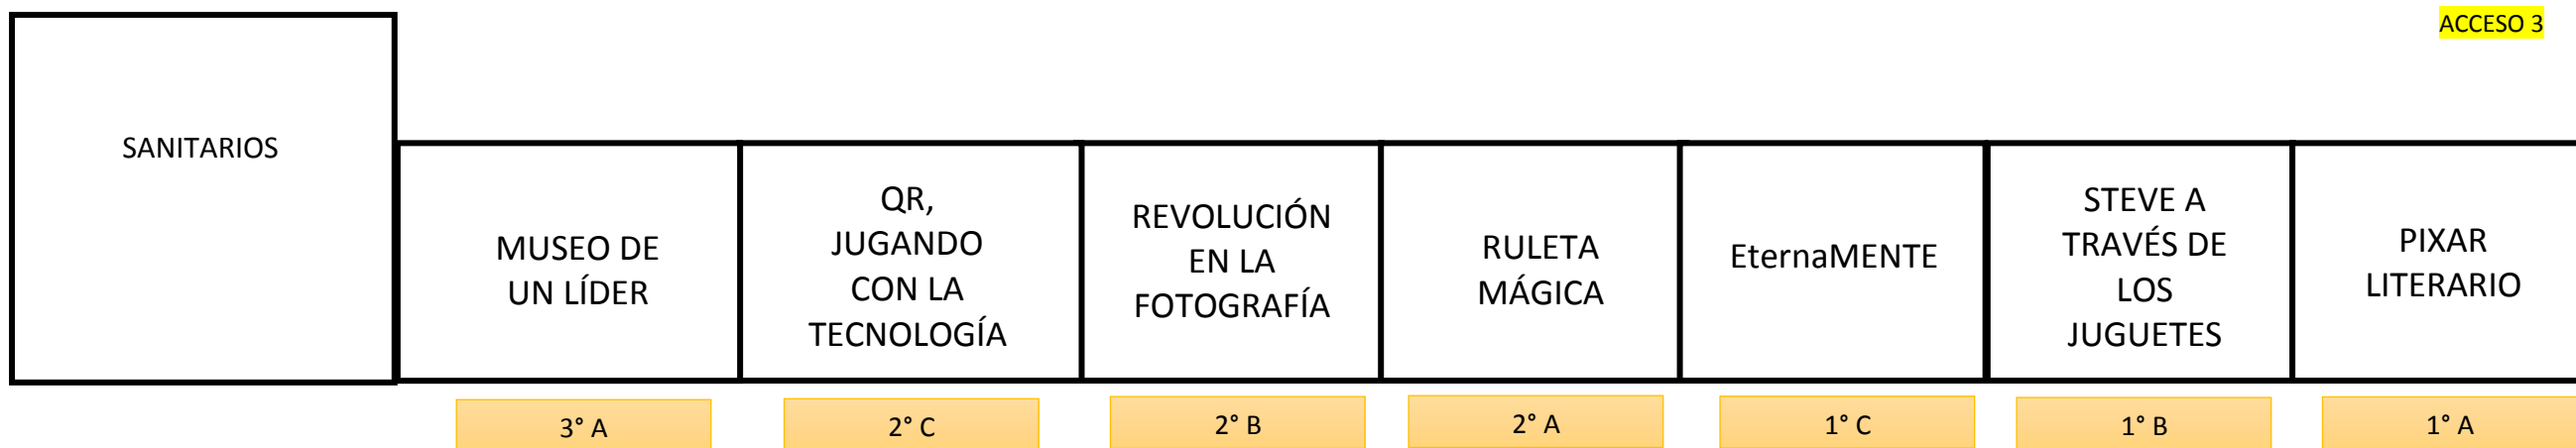 ACCESO 3
SANITARIOS
MUSEO DE
UN LÍDER
QR,
JUGANDO
CON LA
TECNOLOGÍA
REVOLUCIÓN
EN LA
FOTOGRAFÍA
RULETA
MÁGICA
EternaMENTE
STEVE A
TRAVÉS DE
LOS
JUGUETES
PIXAR
LITERARIO
3° A
2° C
2° B
2° A
1° C
1° B
1° A